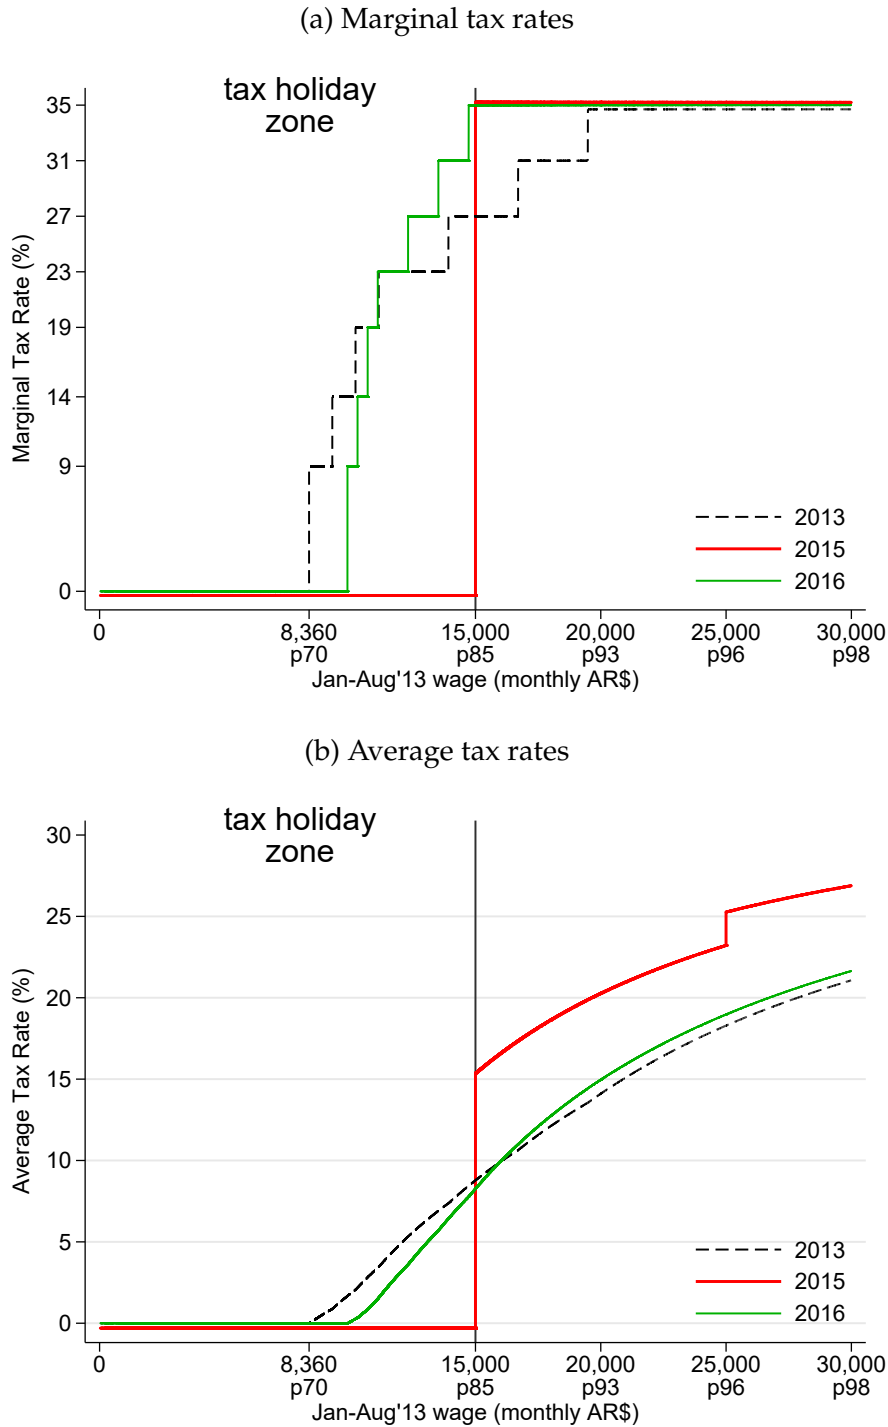 (a) Marginal tax rates
tax holiday
zone
Marginal Tax Rate (%)
35
31
27
23
19
14
9
0
2013
2015
2016
0 8,360 15,000 20,000 25,000 30,000
p70 p85 p93 p96 p98
Jan-Aug'13 wage (monthly AR$)
(b) Average tax rates
tax holiday
zone
Average Tax Rate (%)
30
25
20
15
10
5
0
2013
2015
2016
0 8,360 15,000 20,000 25,000 30,000
p70 p85 p93 p96 p98
Jan-Aug'13 wage (monthly AR$)